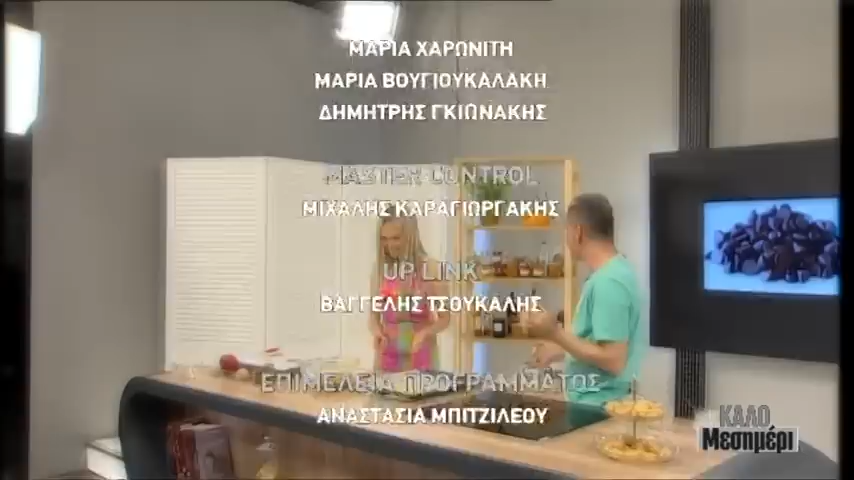 ΜΑΡΙΑ ΧΑΡΩΝΙΤΗ
ΜΑΡΙΑ ΒΟΥΓΙΟΥΚΑΛΑΚΗ
ΔΗΜΗΤΡΗΣ ΓΚΙΩΝΑΚΗΣ
MASTER CONTROL
ΜΙΧΑΛΗΣ ΚΑΡΑΓΙΩΡΓΑΚΗΣ
UP LINK
ΒΑΓΓΕΛΗΣ ΤΣΟΥΚΑΛΗΣ
ΕΠΙΜΕΛΕΙΑ ΠΡΟΓΡΑΜΜΑΤΟΣ
ΑΝΑΣΤΑΣΙΑ ΜΠΙΤΖΙΛΕΟΥ
ΚΑΛΟ
Μεσημέρι